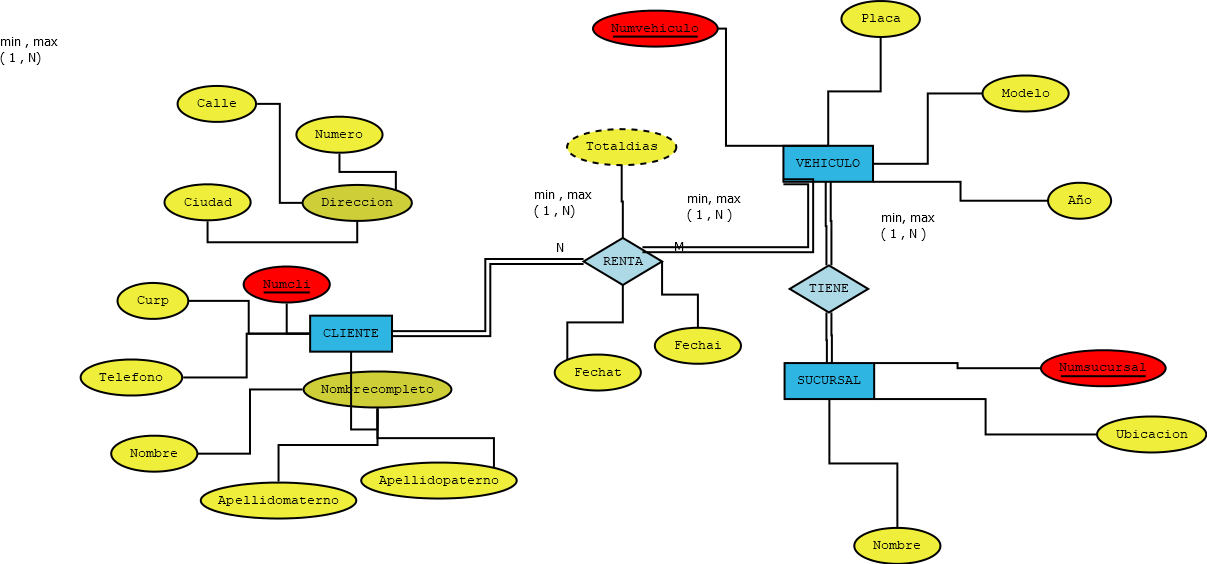 Numvehiculo
Placa
min , max
( 1 , N)
Calle
Modelo
Numero
Totaldias
VEHICULO
min , max
( 1 , N)
min, max
( 1 , N )
Ciudad
Direccion
Año
min, max
( 1 , N )
N
M
RENTA
Numcli
TIENE
Curp
CLIENTE
Fechai
Telefono
Fechat
SUCURSAL
Numsucursal
Nombrecompleto
Ubicacion
Nombre
Apellidopaterno
Apellidomaterno
Nombre